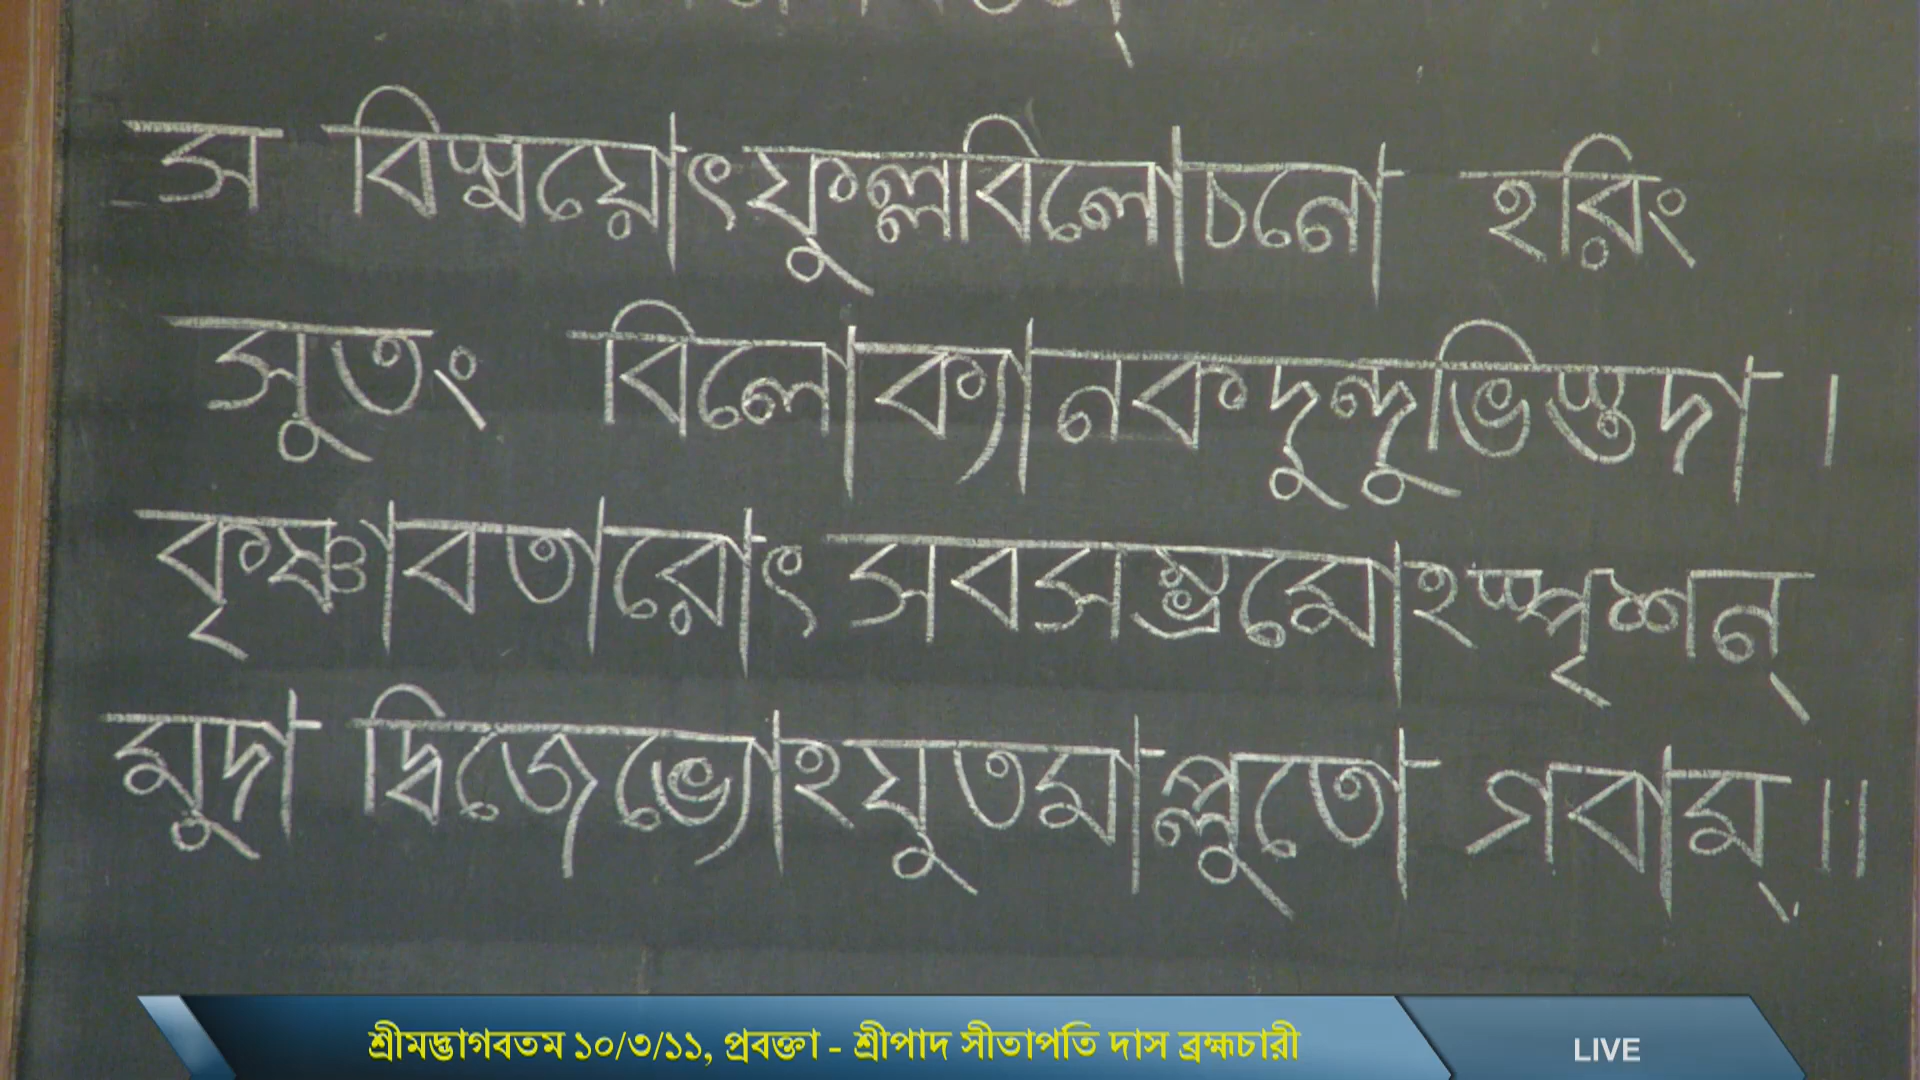 স বিস্ময়োৎফুল্লবিলোচনো হরিং
সুতং বিলোক্যানকদুন্দুভিস্তদা ।
কৃষ্ণাবতারোৎ সবসম্ভ্রমোঽস্পৃশন্
মুদা দ্বিজেভ্যোঽযুতমাপ্লুতো গবাম্ ॥
শ্রীমদ্ভাগবতম ১০/৩/১১, প্রবক্তা - শ্রীপাদ সীতাপতি দাস ব্রহ্মচারী
LIVE